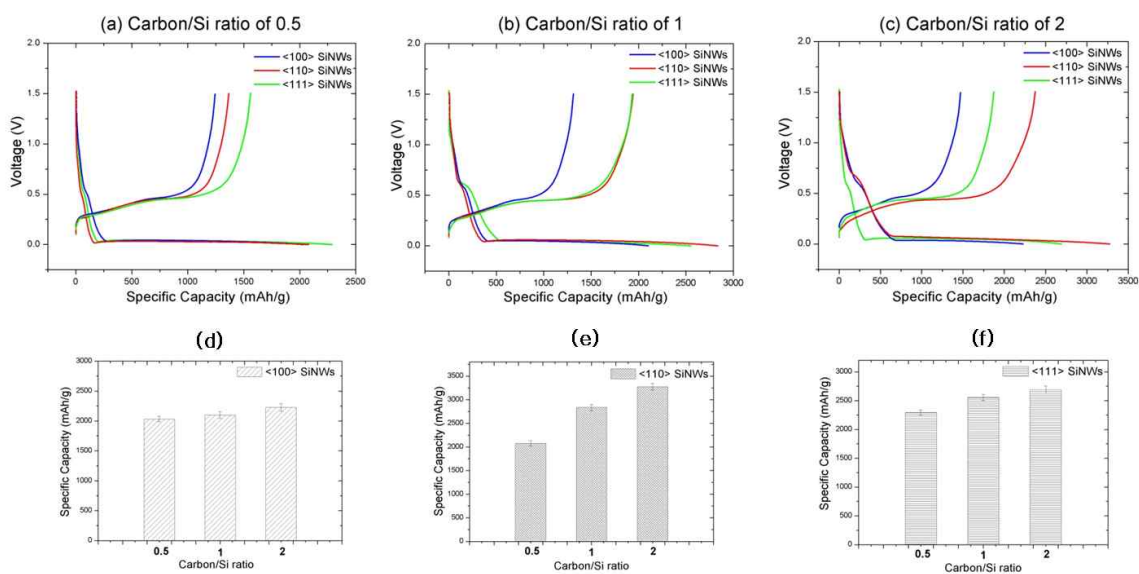 (a) Carbon/Si ratio of 0.5
2.0
1.5
1.0
0.5
0.0
Voltage (V)
<100> SiNWs
<110> SiNWs
<111> SiNWs
0 500 1000 1500 2000 2500
Specific Capacity (mAh/g)
(b) Carbon/Si ratio of 1
2.0
1.5
1.0
0.5
0.0
Voltage (V)
<100> SiNWs
<110> SiNWs
<111> SiNWs
0 500 1000 1500 2000 2500 3000
Specific Capacity (mAh/g)
(c) Carbon/Si ratio of 2
2.0
1.5
1.0
0.5
0.0
Voltage (V)
<100> SiNWs
<110> SiNWs
<111> SiNWs
0 500 1000 1500 2000 2500 3000 3500
Specific Capacity (mAh/g)
(d)
3000
2500
2000
1500
1000
500
0
Specific Capacity (mAh/g)
<100> SiNWs
0.5 1 2
Carbon/Si ratio
(e)
3500
3000
2500
2000
1500
1000
500
0
Specific Capacity (mAh/g)
<110> SiNWs
0.5 1 2
Carbon/Si ratio
(f)
3000
2500
2000
1500
1000
500
0
Specific Capacity (mAh/g)
<111> SiNWs
0.5 1 2
Carbon/Si ratio